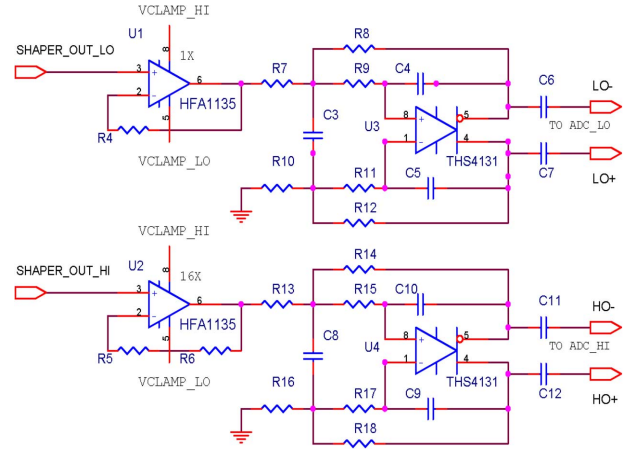 VCLAMP_HI
U1
R8
SHAPER_OUT_LO
8
1X
R7
R9
C4
C6
LO-
3
+
6
2
-
HFA1135
C3
U3
8
+
5
TO ADC_LO
R4
5
1
-
4
THS4131
VCLAMP_LO
R10
R11
C5
C7
LO+
R12
VCLAMP_HI
R14
SHAPER_OUT_HI
U2
8
16X
R13
R15
C10
C11
HO-
3
+
6
2
-
HFA1135
C8
U4
8
+
5
TO ADC_HI
R5
5
R6
1
-
4
THS4131
VCLAMP_LO
R16
R17
C9
C12
HO+
R18